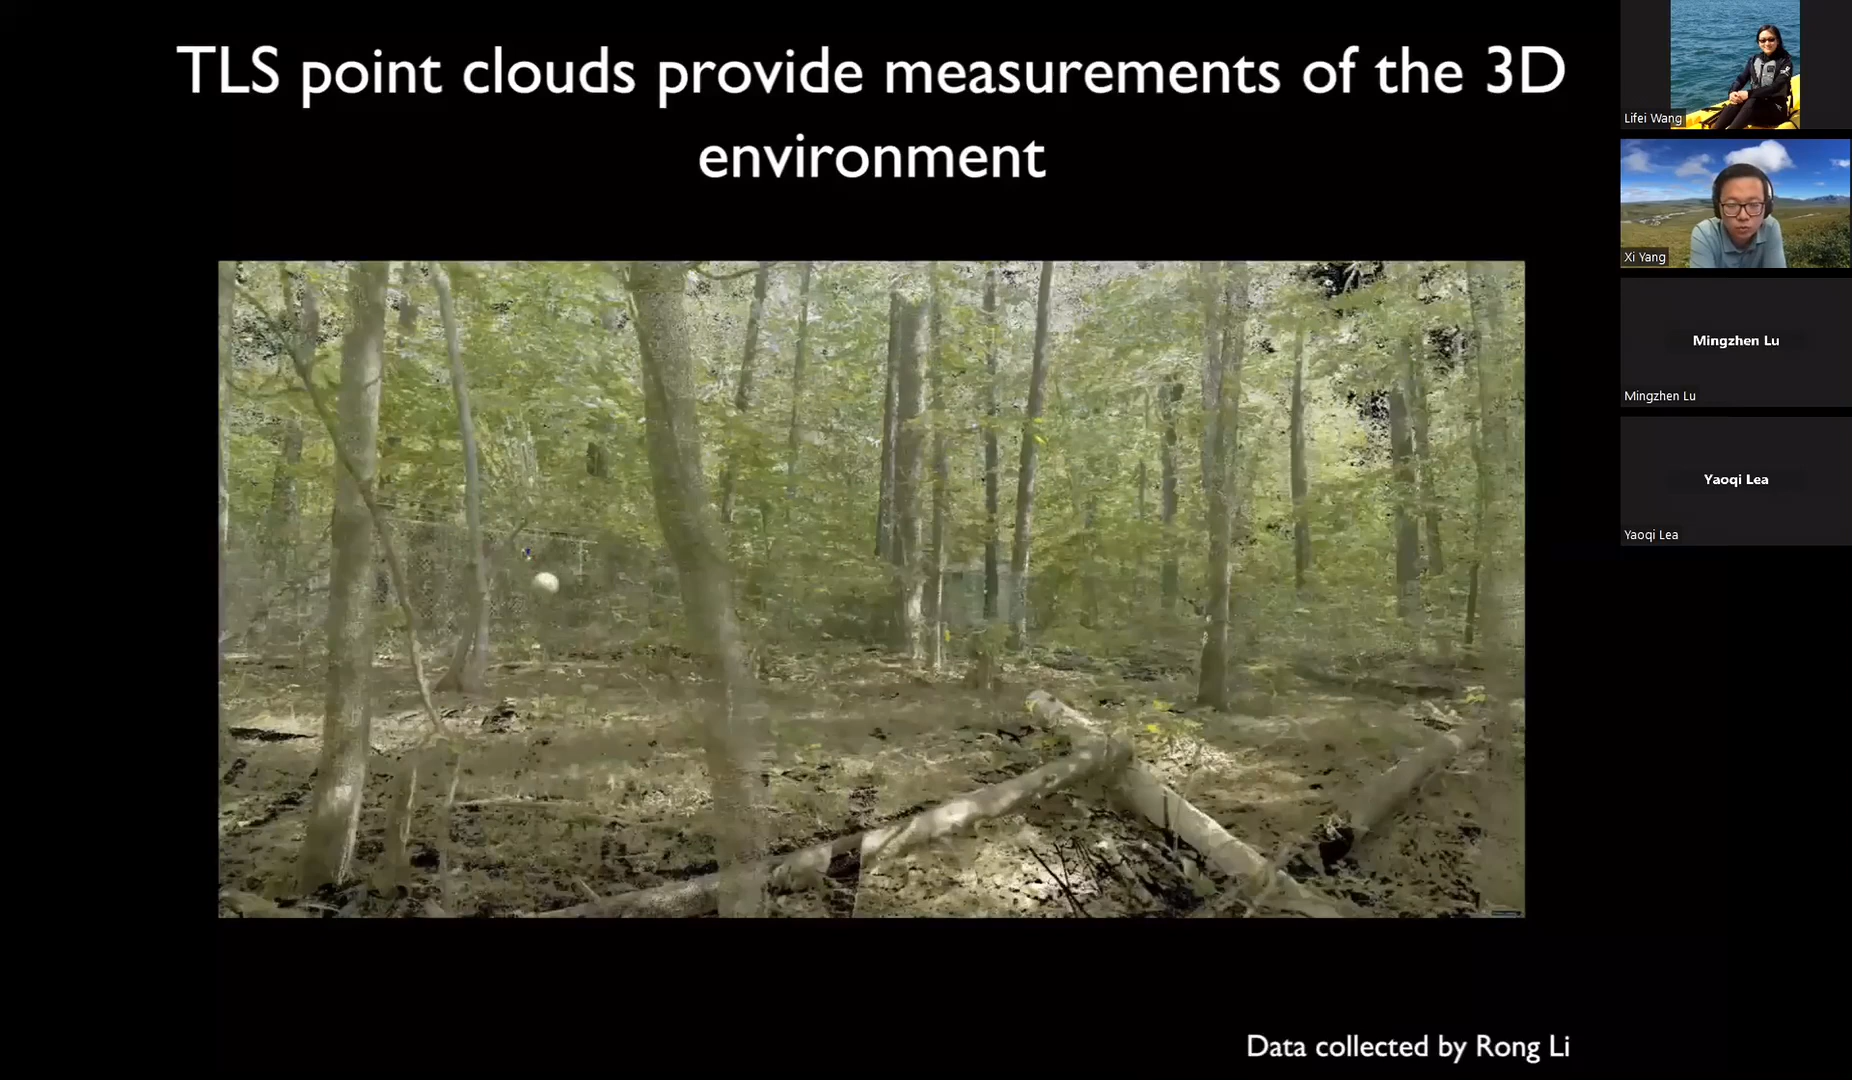 TLS point clouds provide measurements of the 3D
environment
Data collected by Rong Li
Lifei Wang
Xi Yang
Mingzhen Lu
Mingzhen Lu
Yaoqi Lea
Yaoqi Lea